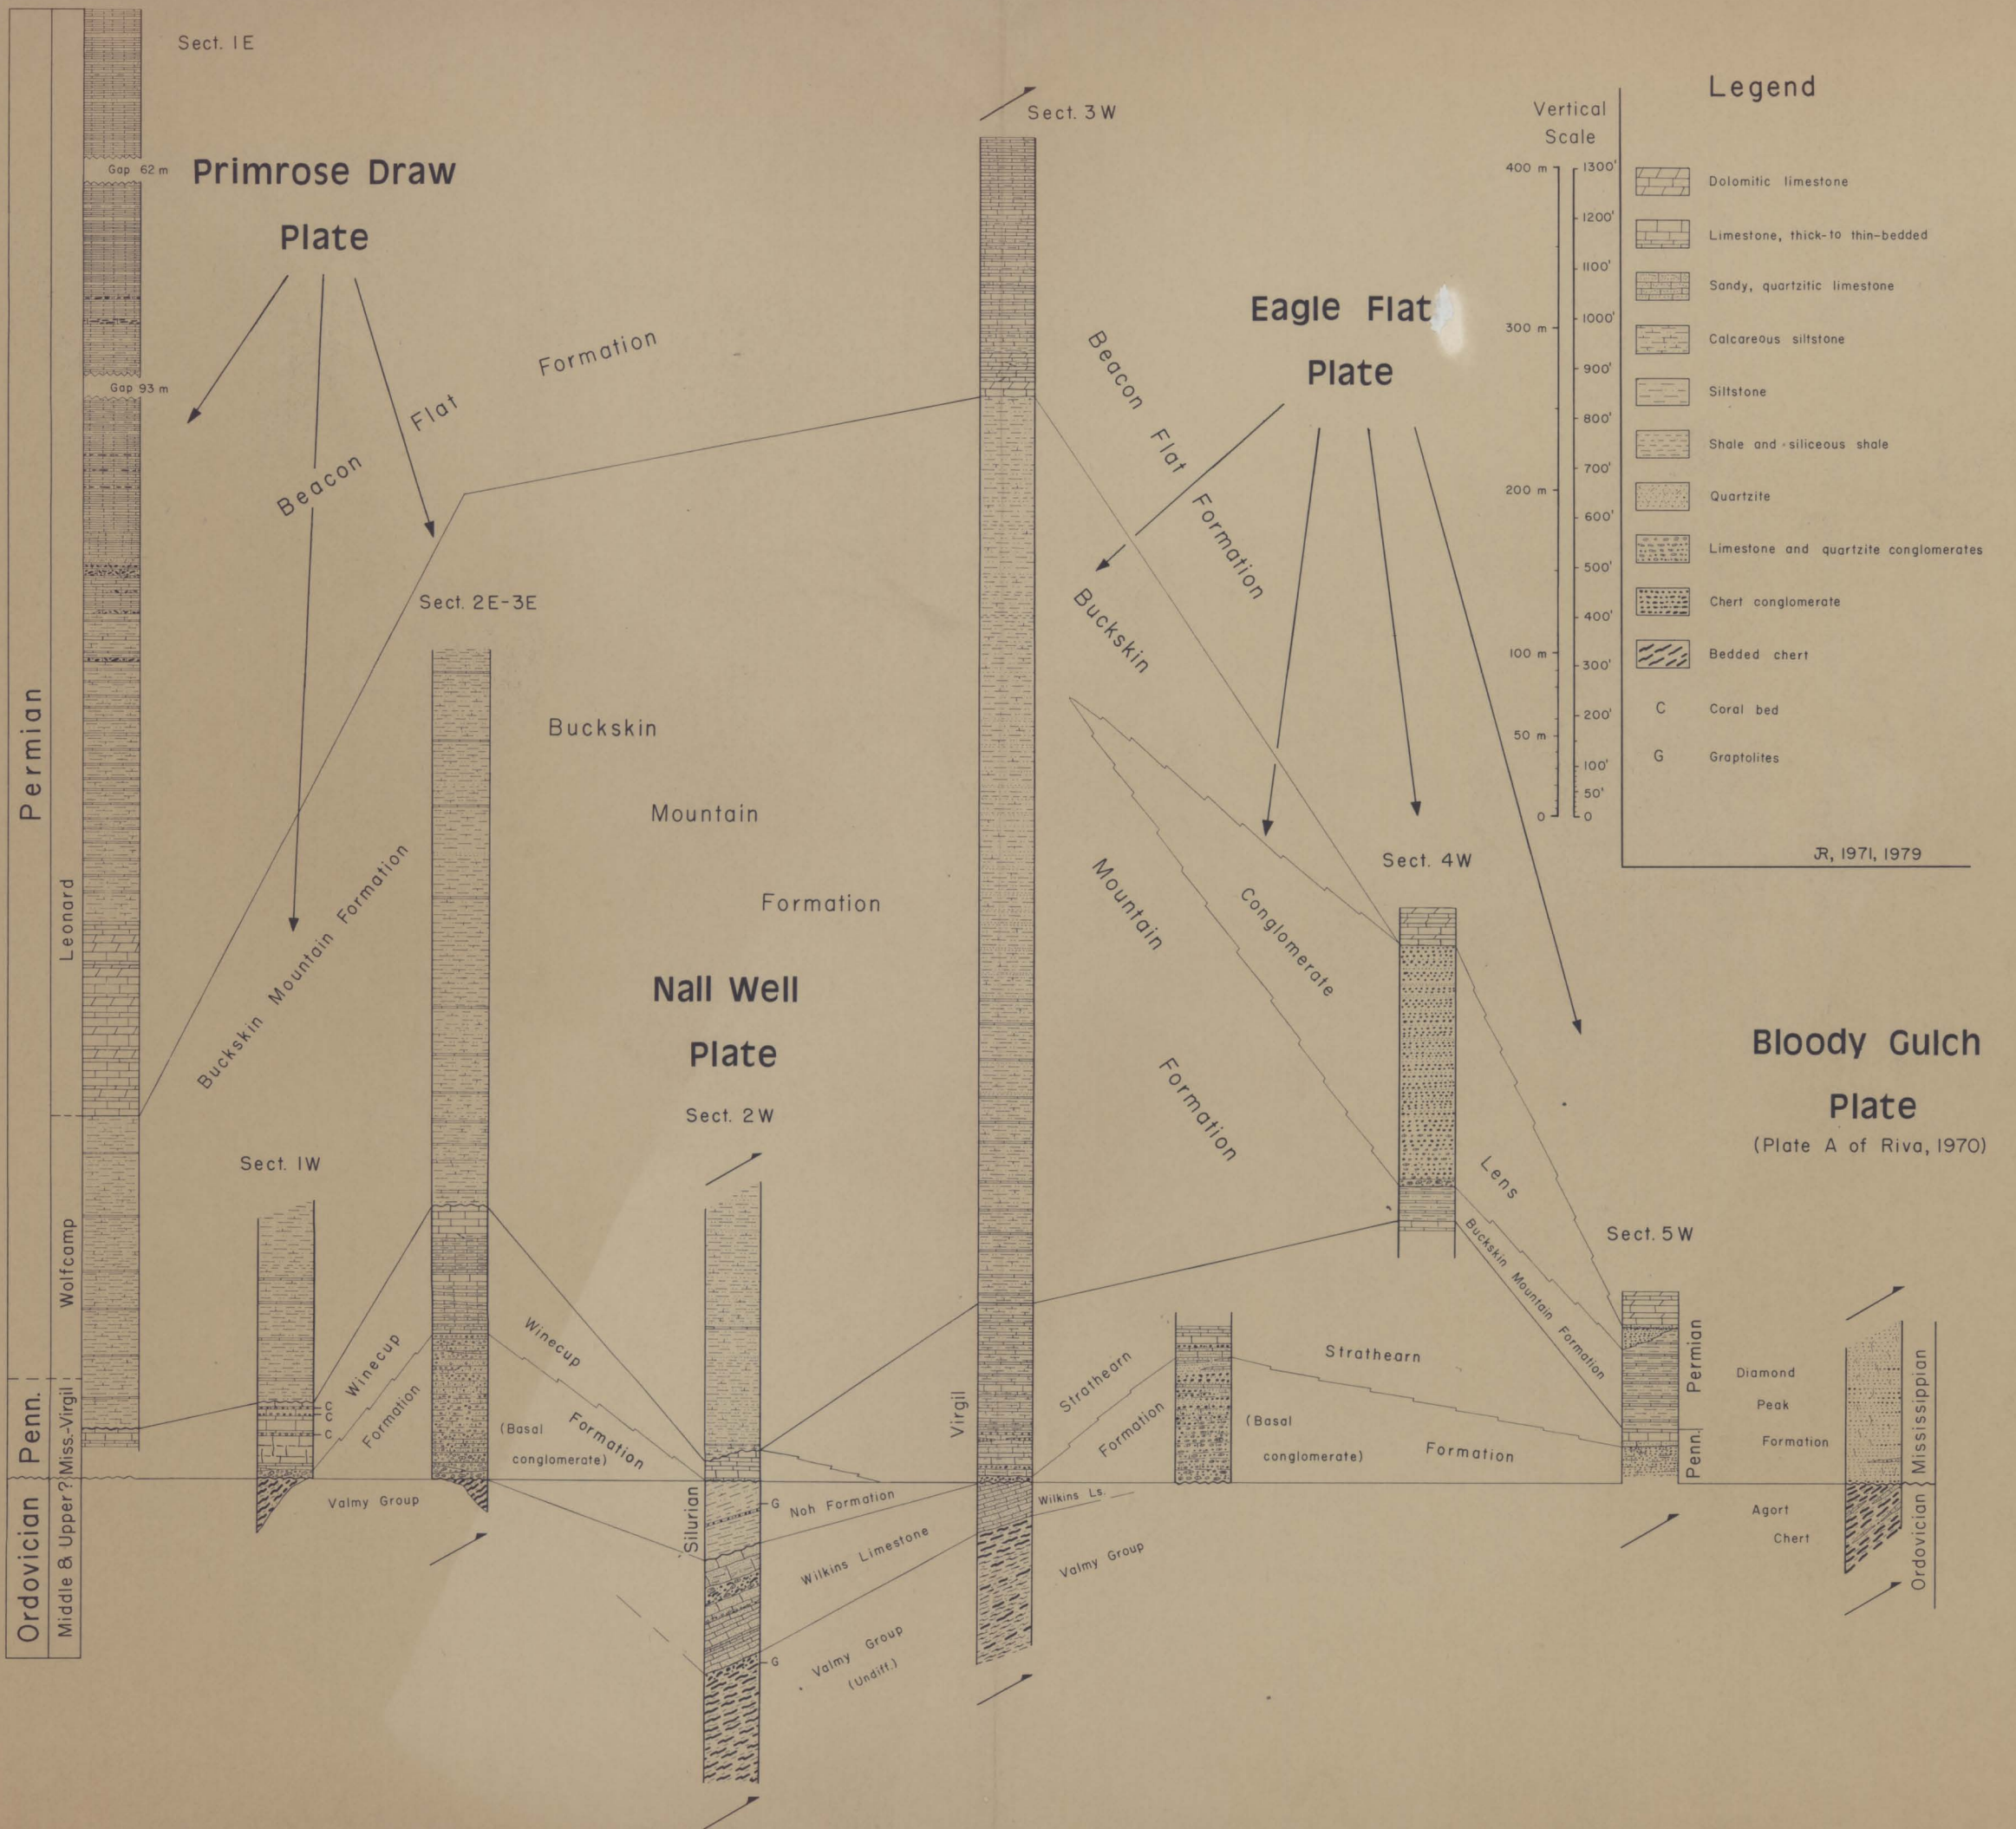 Sect. 1E
Gap 62 m
Primrose Draw
Plate
Gap 93 m
Beacon
Flat
Formation
Sect. 2E-3E
Buckskin Mountain Formation
Sect. 1W
C
C
C
Winecup
Formation
Valmy Group
Permian
Leonard
Wolfcamp
Penn.
Middle & Upper? Miss.-Virgil
Ordovician
Buckskin
Mountain
Formation
Nall Well
Plate
Sect. 2W
Winecup
Formation
(Basal
conglomerate)
Silurian
G
Noh Formation
Wilkins Limestone
G
Valmy Group
(Undiff.)
Sect. 3W
Virgil
Beacon Flat Formation
Eagle Flat
Plate
Buckskin
Mountain
Formation
Conglomerate
Lens
Wilkins Ls.
Valmy Group
Strathearn
Formation
(Basal
conglomerate)
Strathearn
Formation
Sect. 4W
Buckskin Mountain Formation
Sect. 5W
Permian
Penn.
Bloody Gulch
Plate
(Plate A of Riva, 1970)
Diamond
Peak
Formation
Agort
Chert
Mississippian
Ordovician
Vertical
Scale
400 m
300 m
200 m
100 m
50 m
0
1300'
1200'
1100'
1000'
900'
800'
700'
600'
500'
400'
300'
200'
100'
50'
0
Legend
Dolomitic limestone
Limestone, thick-to thin-bedded
Sandy, quartzitic limestone
Calcareous siltstone
Siltstone
Shale and siliceous shale
Quartzite
Limestone and quartzite conglomerates
Chert conglomerate
Bedded chert
C Coral bed
G Graptolites
JR, 1971, 1979